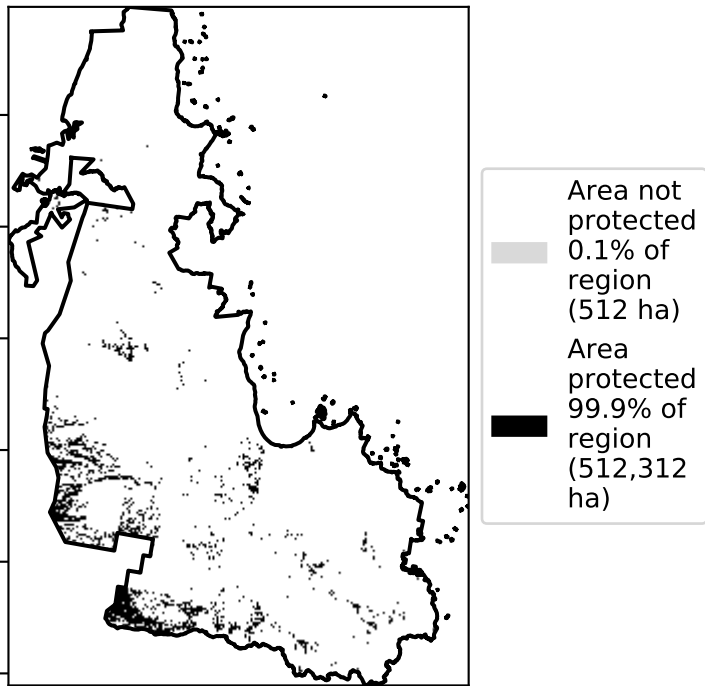 Area not
protected
0.1% of
region
(512 ha)
Area
protected
99.9% of
region
(512,312
ha)